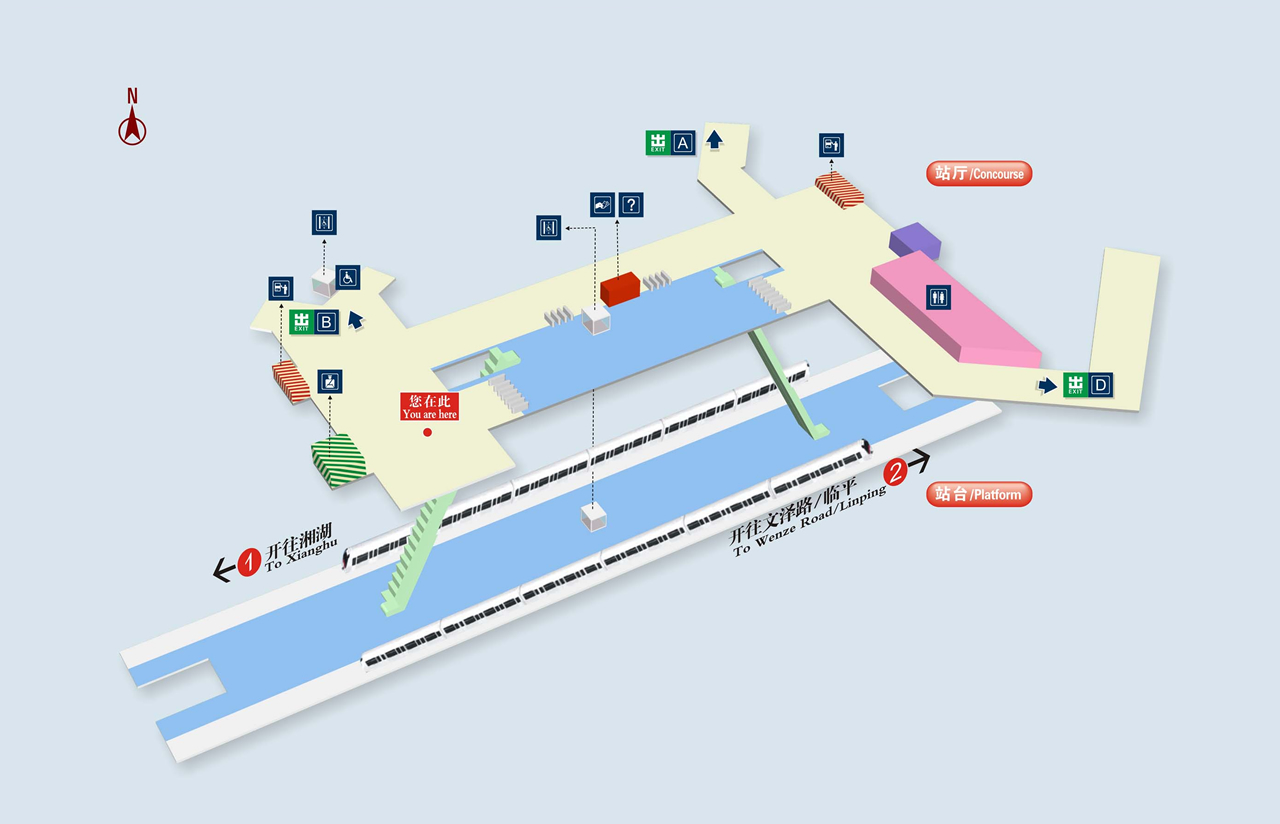 N
出
EXIT
A
站厅/Concourse
?
出
EXIT
B
您在此
You are here
出
EXIT
D
站台/Platform
2
开往文泽路/临平
To Wenze Road/Linping
1
开往湘湖
To Xianghu